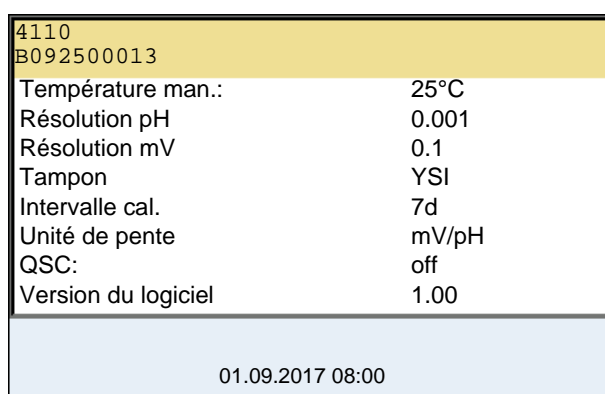 4110
B092500013
Température man.: 25°C
Résolution pH 0.001
Résolution mV 0.1
Tampon YSI
Intervalle cal. 7d
Unité de pente mV/pH
QSC: off
Version du logiciel 1.00
01.09.2017 08:00